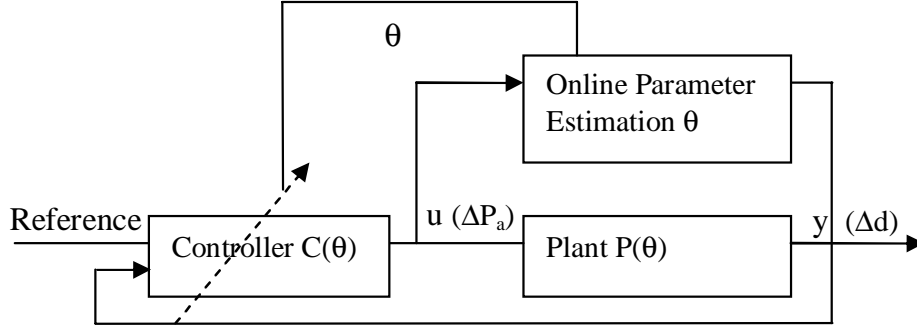 θ
Online Parameter
Estimation θ
Reference
Controller C(θ)
u (ΔPa)
Plant P(θ)
y (Δd)